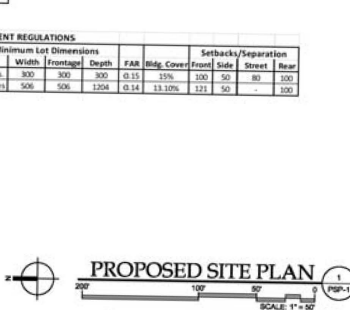 ENT REGULATIONS
inimum Lot Dimensions Setbacks/Separation
Width Frontage Depth FAR Bldg. Cover Front Side Street Rear
300 300 300 0.15 15% 100 50 80 100
506 506 1204 0.14 13.10% 121 50 - 100
Z
PROPOSED SITE PLAN
1
PSP-1
200' 100' 50' 0
SCALE: 1" = 50'